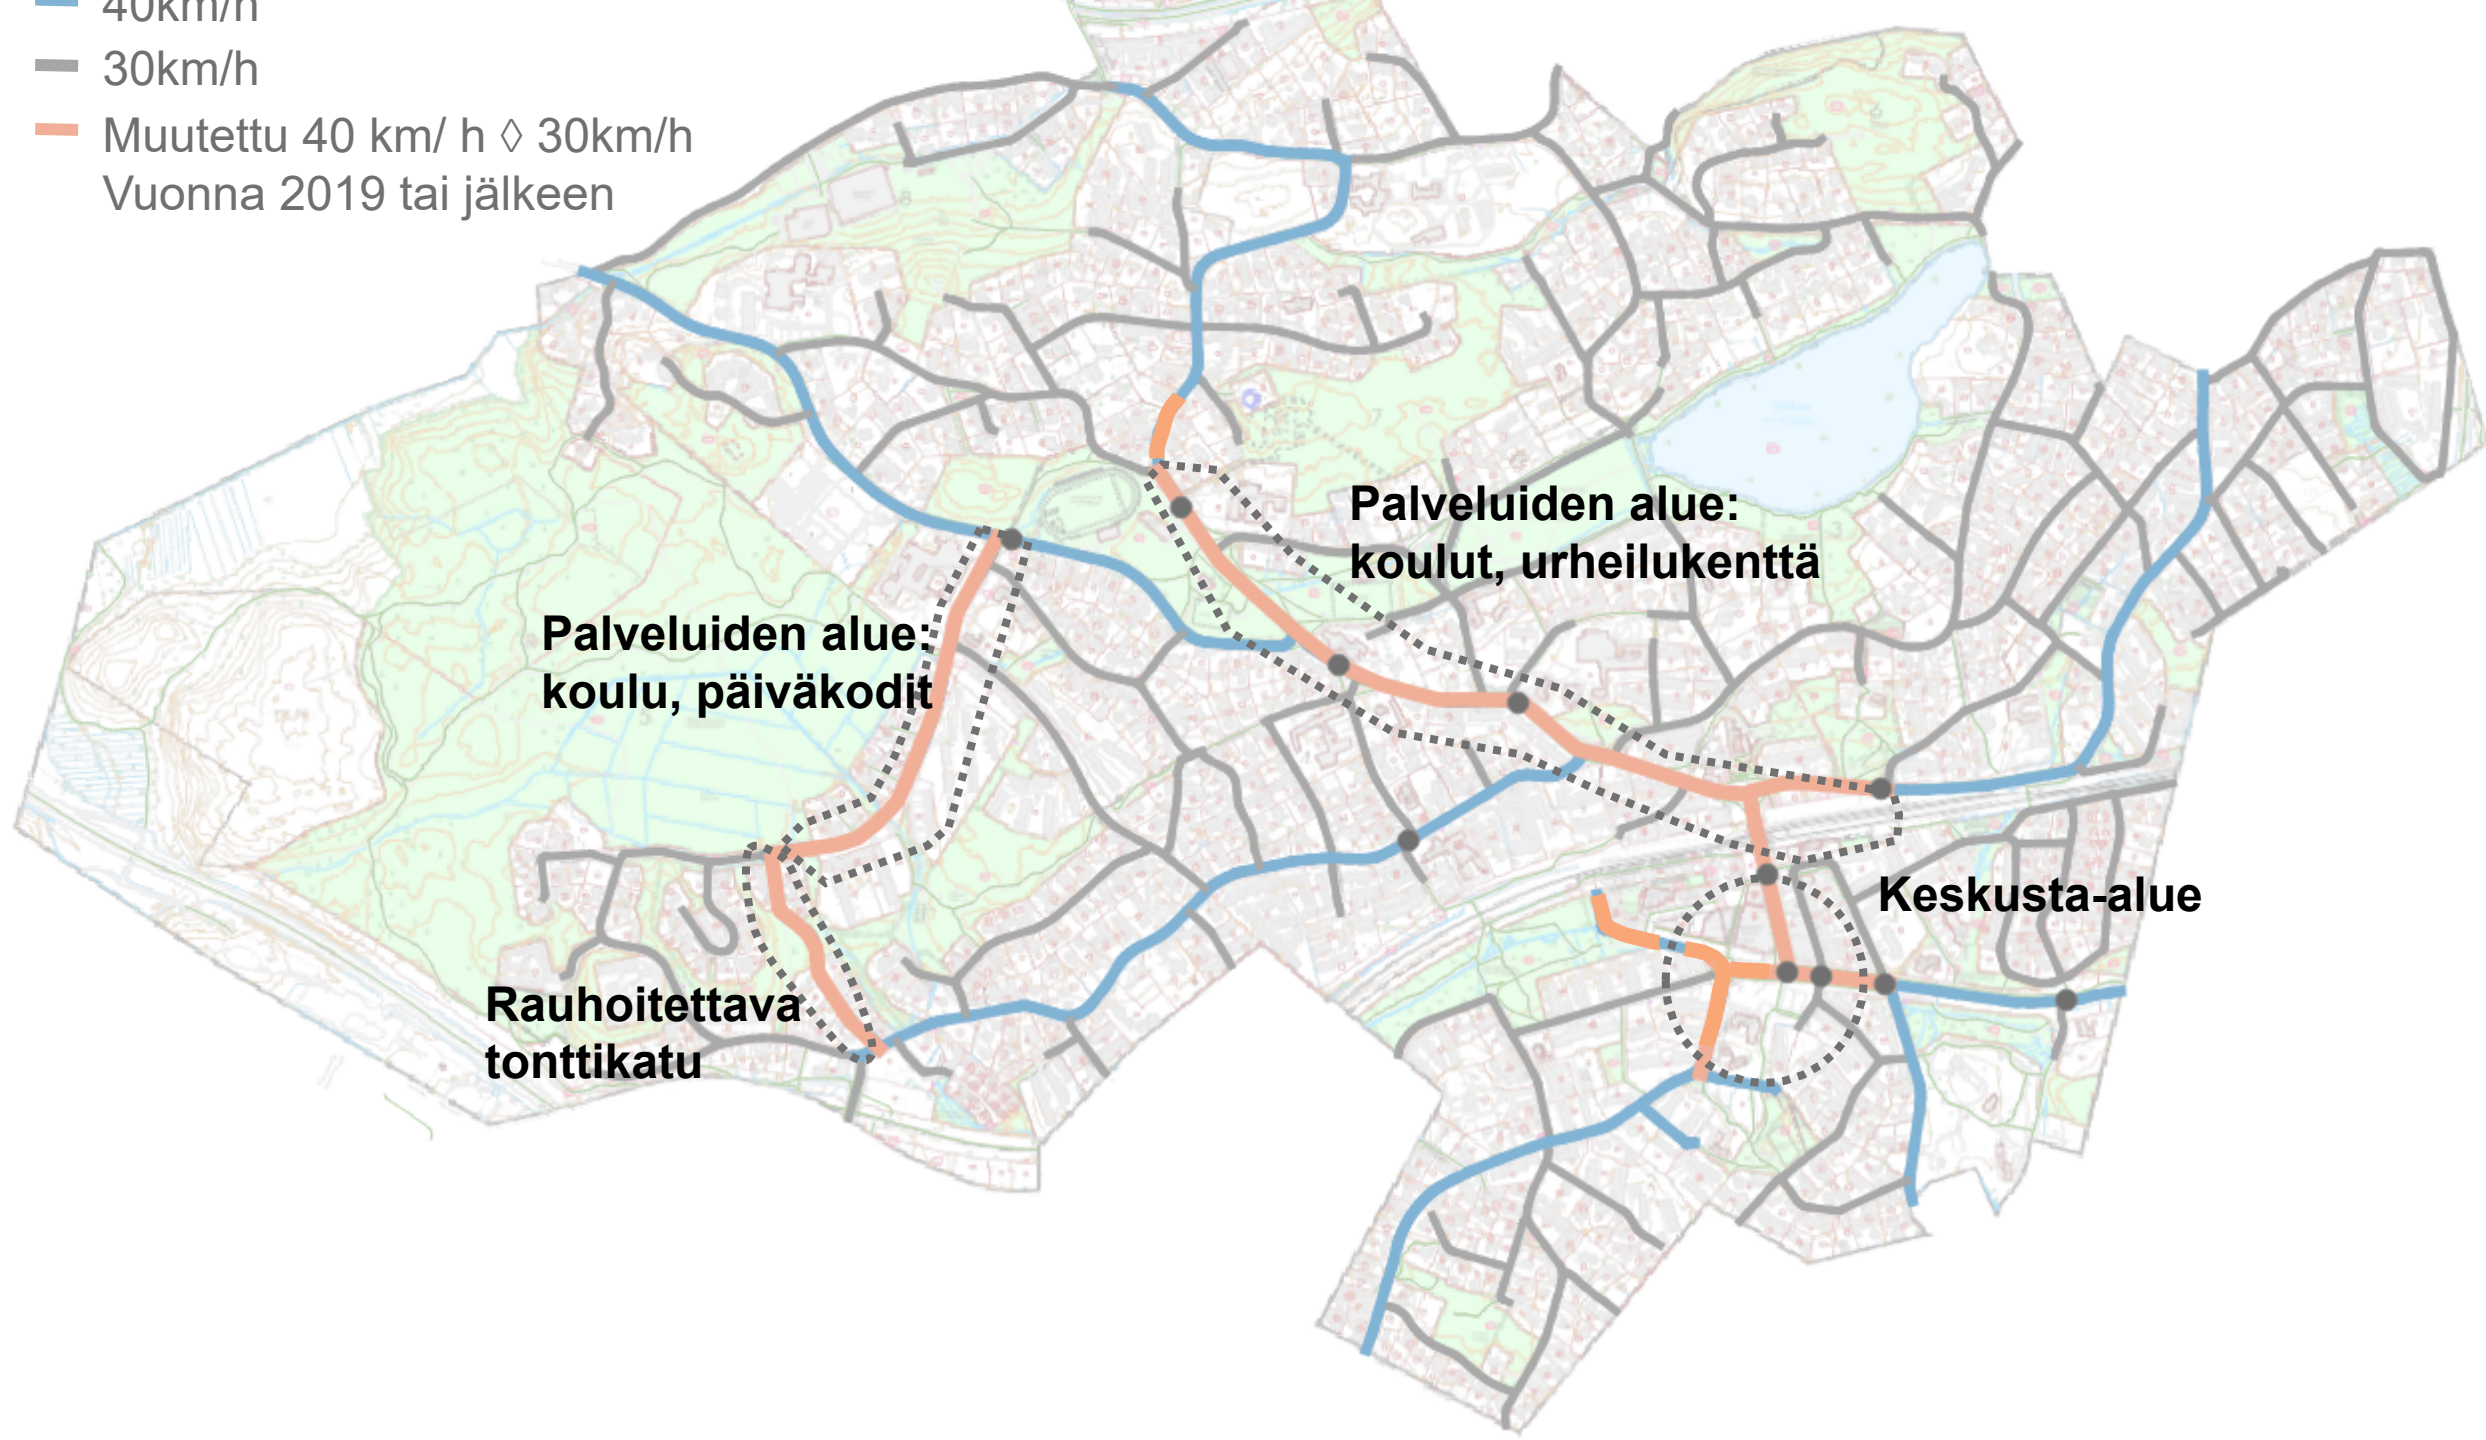 40km/h
30km/h
Muutettu 40 km/ h ◊ 30km/h
Vuonna 2019 tai jälkeen
Palveluiden alue:
koulut, urheilukenttä
Palveluiden alue:
koulu, päiväkodit
Keskusta-alue
Rauhoitettava
tonttikatu